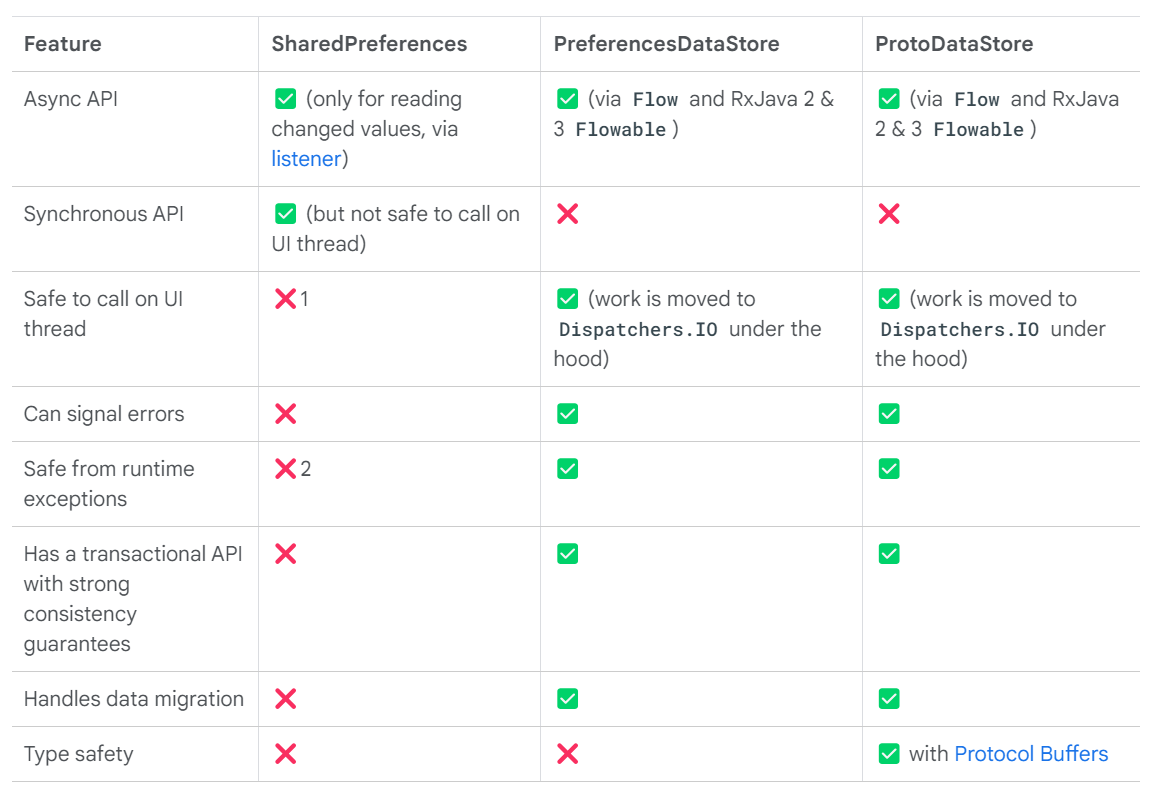 Feature SharedPreferences PreferencesDataStore ProtoDataStore
Async API ✅ (only for reading ✅ (via Flow and RxJava 2 & ✅ (via Flow and RxJava
changed values, via 3 Flowable ) 2 & 3 Flowable )
listener)
Synchronous API ✅ (but not safe to call on ❌ ❌
UI thread)
Safe to call on UI ❌1 ✅ (work is moved to ✅ (work is moved to
thread Dispatchers.IO under the Dispatchers.IO under
hood) the hood)
Can signal errors ❌ ✅ ✅
Safe from runtime ❌2 ✅ ✅
exceptions
Has a transactional API ❌ ✅ ✅
with strong
consistency
guarantees
Handles data migration ❌ ✅ ✅
Type safety ❌ ❌ ✅ with Protocol Buffers